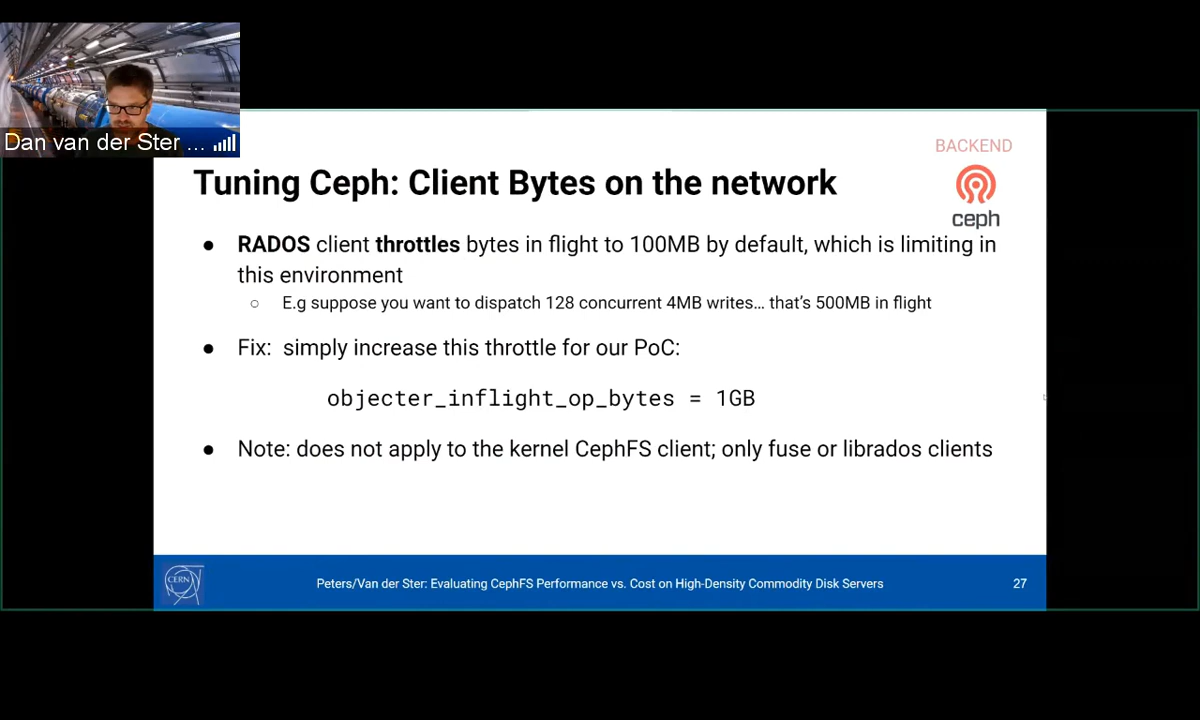 Dan van der Ster ...
BACKEND
Tuning Ceph: Client Bytes on the network
ceph
● RADOS client throttles bytes in flight to 100MB by default, which is limiting in
this environment
○ E.g suppose you want to dispatch 128 concurrent 4MB writes… that's 500MB in flight
● Fix: simply increase this throttle for our PoC:
objecter_inflight_op_bytes = 1GB
● Note: does not apply to the kernel CephFS client; only fuse or librados clients
CERN
Peters/Van der Ster: Evaluating CephFS Performance vs. Cost on High-Density Commodity Disk Servers
27